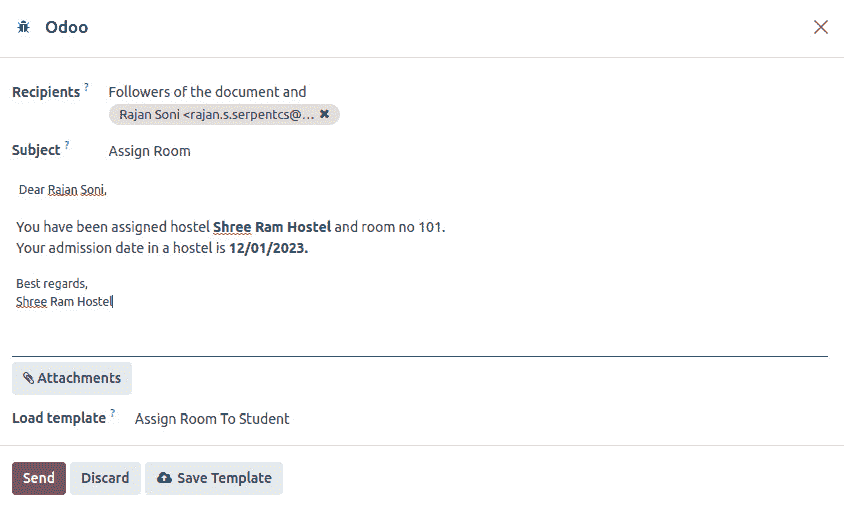 Odoo
Recipients ? Followers of the document and
Rajan Soni <rajan.s.serpentcs@... ✖
Subject ? Assign Room
Dear Rajan Soni,
You have been assigned hostel Shree Ram Hostel and room no 101.
Your admission date in a hostel is 12/01/2023.
Best regards,
Shree Ram Hostel
Attachments
Load template ? Assign Room To Student
Send Discard Save Template